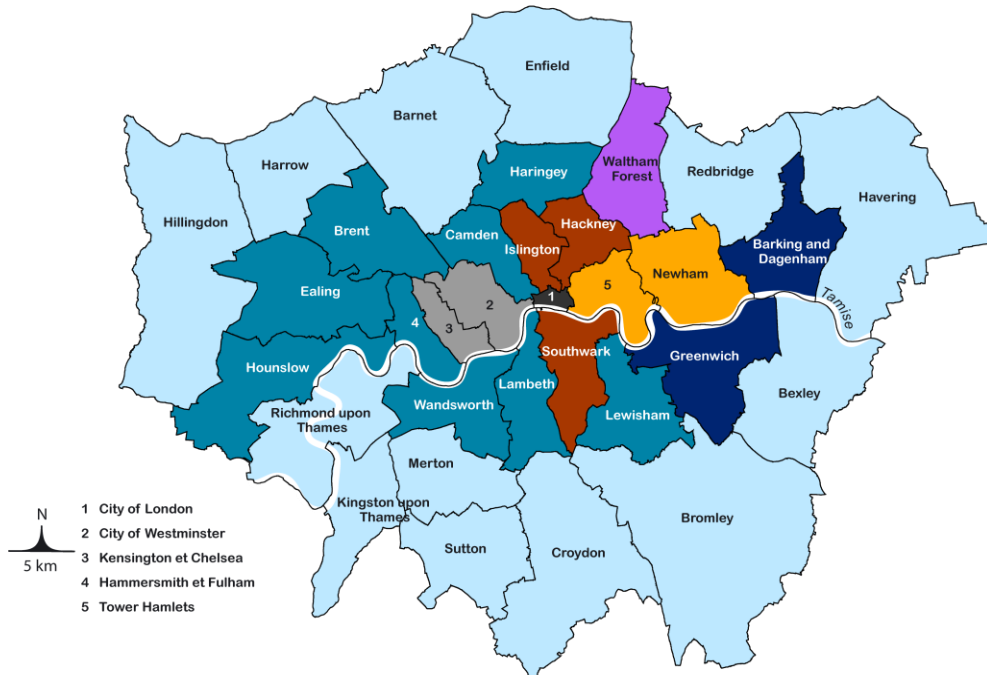 Enfield
Barnet
Harrow
Haringey
Waltham
Forest
Redbridge
Havering
Hillingdon
Brent
Camden
Islington
Hackney
Barking and
Dagenham
Ealing
Newham
1
2
3
4
5
Tamise
Hounslow
Southwark
Greenwich
Lambeth
Wandsworth
Lewisham
Bexley
Richmond upon
Thames
Merton
Kingston upon
Thames
Sutton
Croydon
Bromley
N
5 km
1 City of London
2 City of Westminster
3 Kensington et Chelsea
4 Hammersmith et Fulham
5 Tower Hamlets